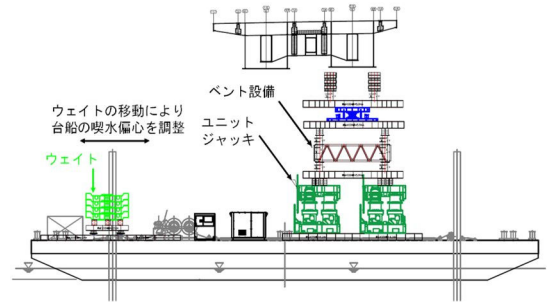 ベント設備
ユニット
ジャッキ
ウェイトの移動により
台船の喫水偏心を調整
ウェイト